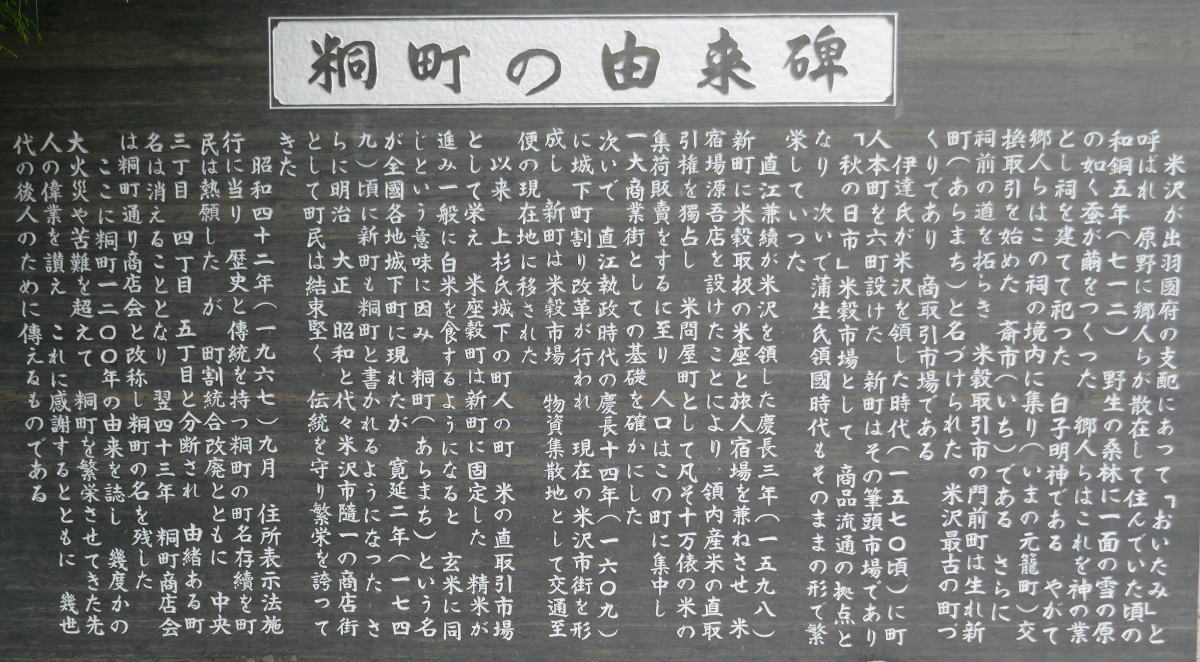 粡町の由来碑
米沢が出羽國府の支配にあって「おいたみ」と
呼ばれ 原野に郷人らが散在して住んでいた頃の
和銅五年(七一二) 野生の桑林に一面の雪の原
の如く蚕が繭をつくった 郷人らはこれを神の業
とし祠を建てて祀った 白子明神である やがて
郷人らはこの祠の境内に集り(いまの元籠町)交
換取引を始めた 斎市(いち)である さらに
祠前の道を拓らき 米穀取引市の門前町は生れ新
町(あらまち)と名づけられた 米沢最古の町づ
くりであり 商取引市場である
伊達氏が米沢を領した時代(一五七〇頃)に町
人本町を六町設けた 新町はその筆頭市場であり
「秋の日市」米穀市場として 商品流通の拠点と
なり 次いで蒲生氏領國時代もそのままの形で繁
栄していった
直江兼續が米沢を領した慶長三年(一五九八)
新町に米穀取扱の米座と旅人宿場を兼ねさせ 米
宿場源吾店を設けたことにより 領内産米の直取
引権を獨占し 米問屋町として凡そ十万俵の米の
集荷販賣をするに至り 人口はこの町に集中し
一大商業街としての基礎を確かにした
次いで 直江執政時代の慶長十四年(一六〇九)
に城下町割り改革が行われ 現在の米沢市街を形
成し 新町は米穀市場 物資集散地として交通至
便の現在地に移された
以来 上杉氏城下の町人の町 米の直取引市場
として栄え 米座穀町は新町に固定した 精米が
進み一般に白米を食するようになると 玄米に同
じという意味に因み 粡町(あらまち)という名
が全國各地城下町に現れたが 寛延二年(一七四
九)頃に新町も粡町と書かれるようになった さ
らに明治 大正 昭和と代々米沢市隨一の商店街
として町民は結束堅く 伝統を守り繁栄を誇って
きた
昭和四十二年(一九六七)九月 住所表示法施
行に当り 歴史と傳統を持つ粡町の町名存続を町
民は熱願した が 町割統合改廃とともに 中央
三丁目 四丁目 五丁目と分断され 由緒ある町
名は消えることとなり 翌四十三年 粡町商店会
は粡町通り商店会と改称し粡町の名を残した
ここに粡町一二〇〇年の由来を誌し 幾度かの
大火災や苦難を超えて 粡町を繁栄させてきた先
人の偉業を讃え これに感謝するとともに 幾世
代の後人のために傳えるものである